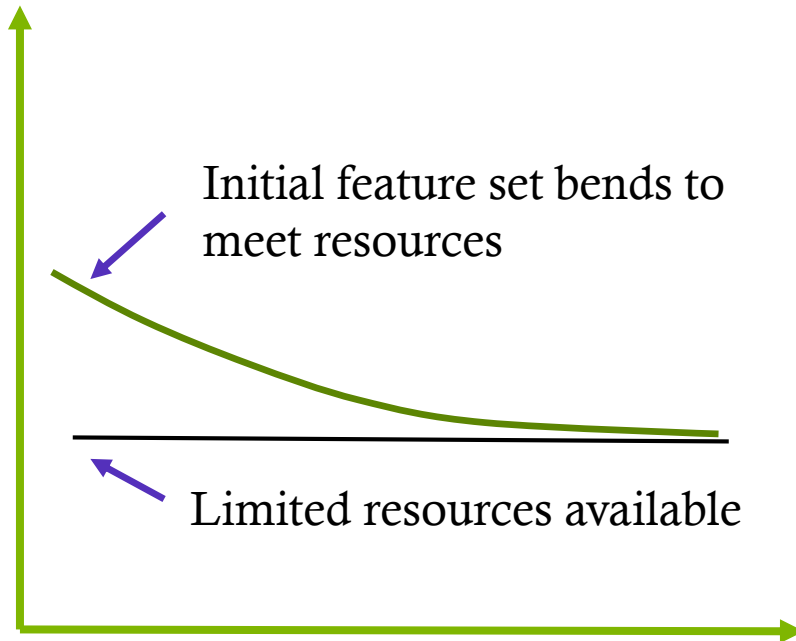 Initial feature set bends to
meet resources
Limited resources available